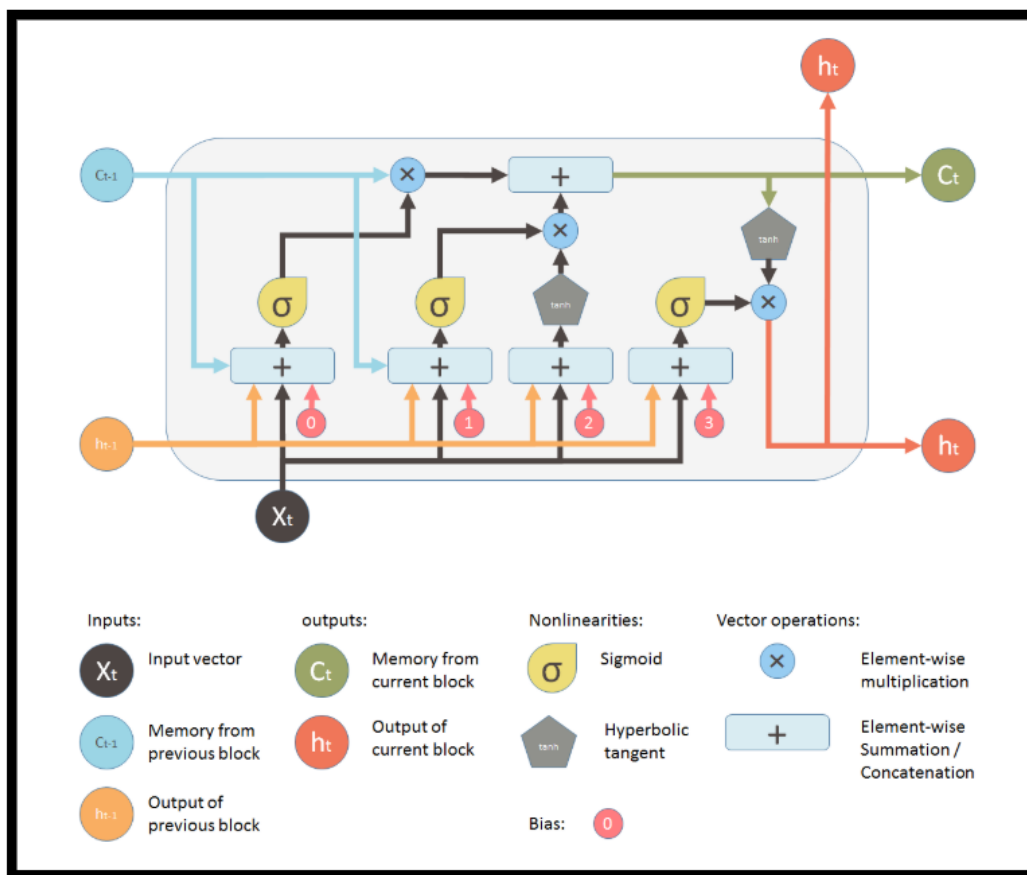 ht
Ct-1
×
+
Ct
tanh
×
σ
σ
tanh
σ
×
+
+
+
+
0
1
2
3
ht-1
ht
Xt
Inputs:
outputs:
Nonlinearities:
Vector operations:
Xt
Input vector
Ct
Memory from
current block
σ
Sigmoid
×
Element-wise
multiplication
Ct-1
Memory from
previous block
ht
Output of
current block
tanh
Hyperbolic
tangent
+
Element-wise
Summation /
Concatenation
ht-1
Output of
previous block
Bias:
0